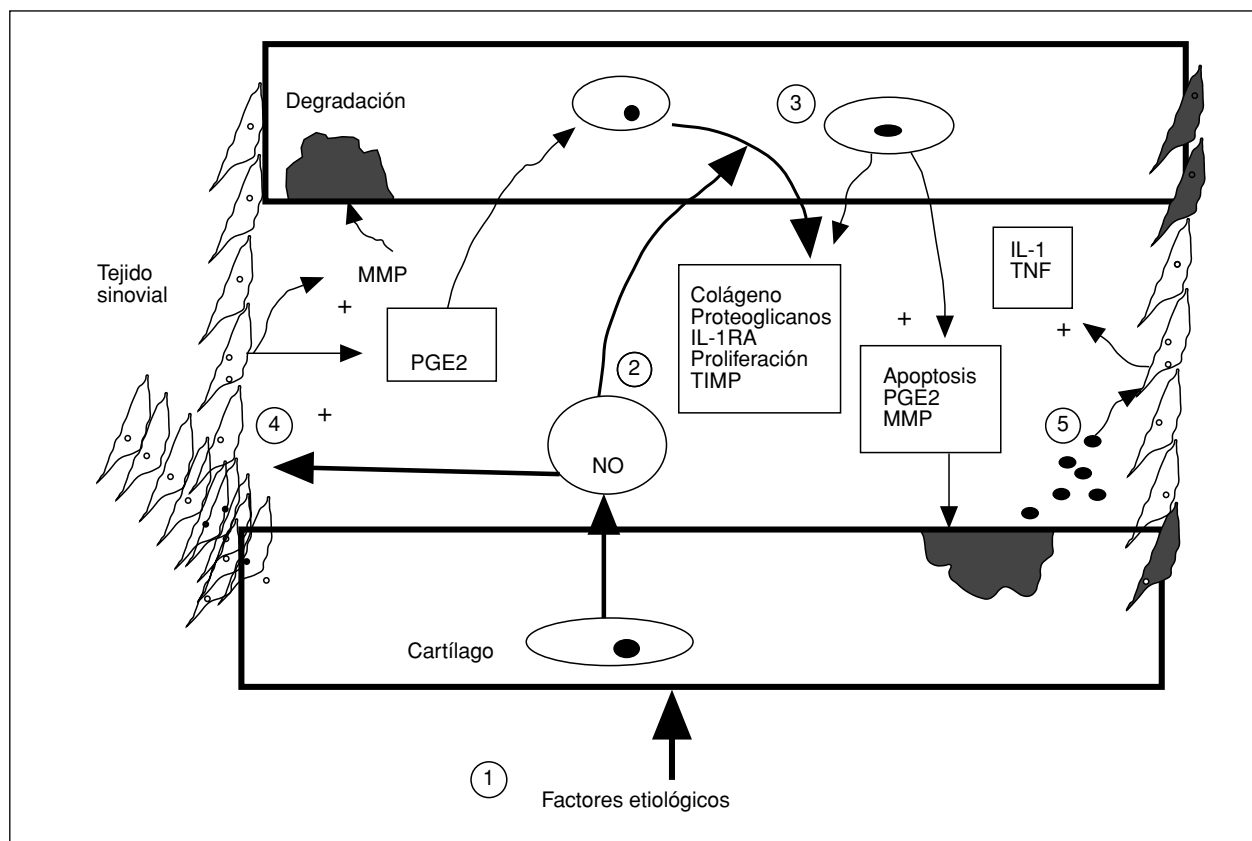 Degradación
3
IL-1
TNF
Tejido
sinovial
MMP
+
Colágeno
Proteoglicanos
IL-1RA
Proliferación
TIMP
+
+
PGE2
2
Apoptosis
PGE2
MMP
4
+
5
NO
Cartílago
1
Factores etiológicos